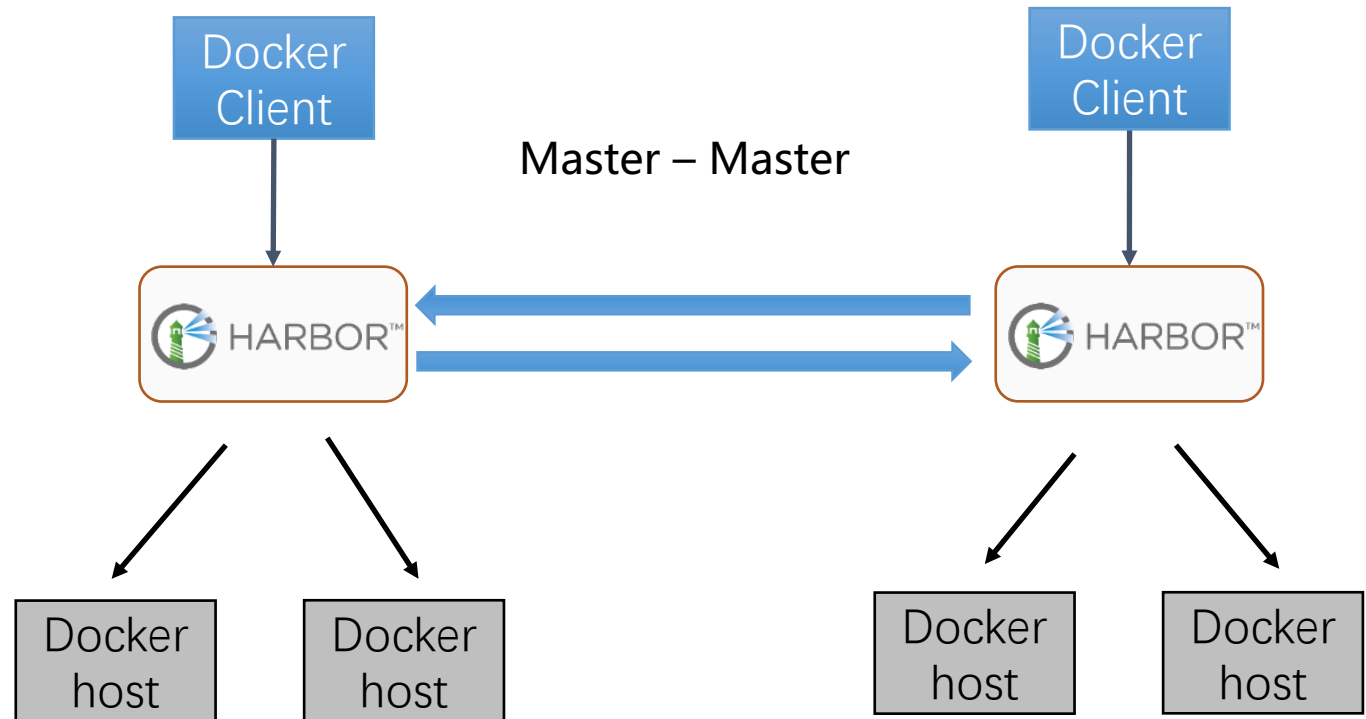 Docker
Client
Docker
Client
Master – Master
HARBOR™
HARBOR™
Docker
host
Docker
host
Docker
host
Docker
host